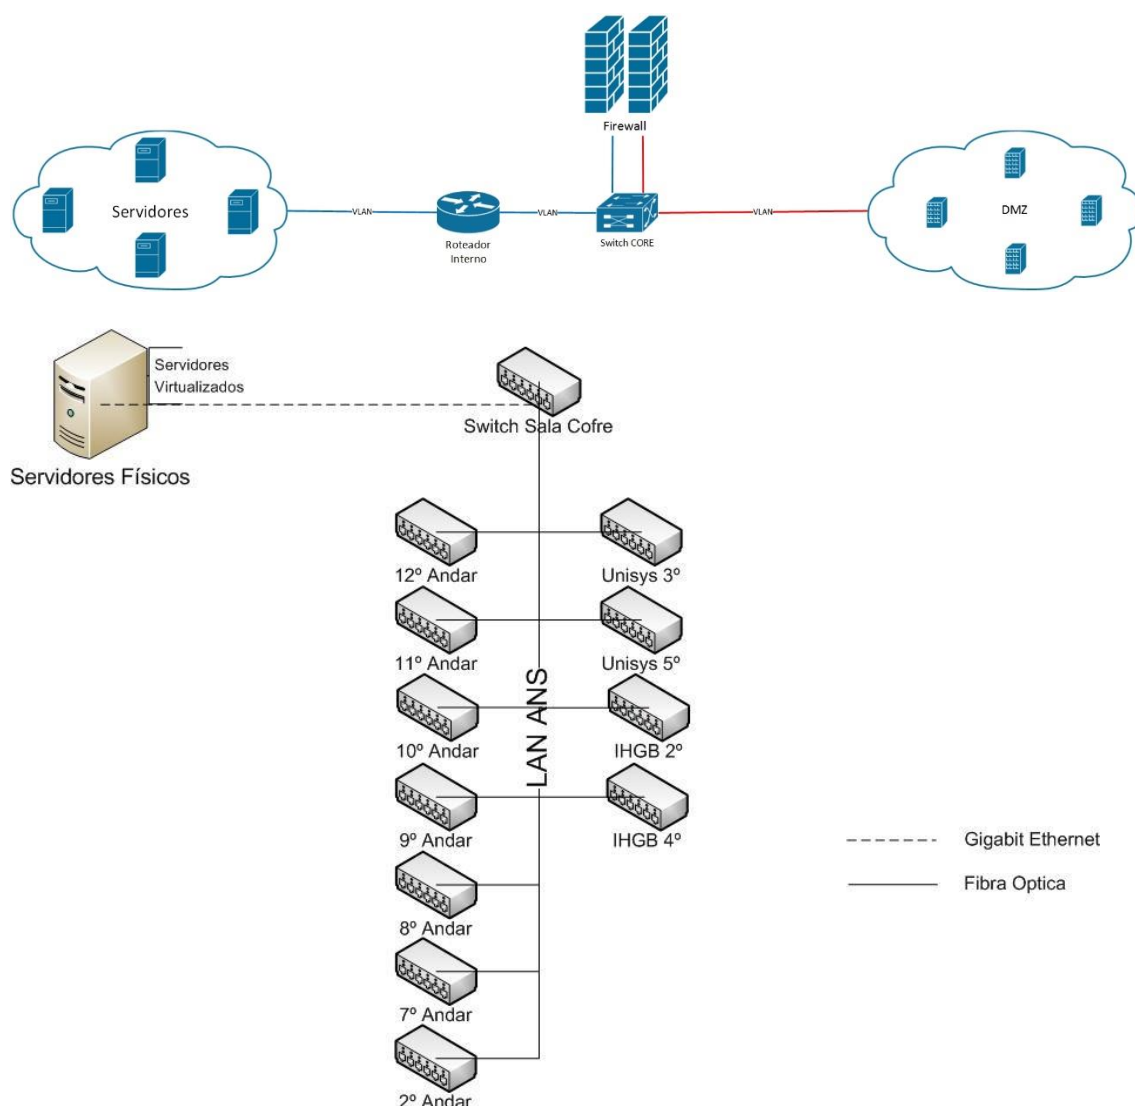 Firewall
Servidores
VLAN
VLAN
VLAN
DMZ
Roteador
Interno
Switch CORE
Servidores
Virtualizados
Servidores Físicos
Switch Sala Cofre
12º Andar
Unisys 3º
11º Andar
Unisys 5º
LAN ANS
10º Andar
IHGB 2º
9º Andar
IHGB 4º
Gigabit Ethernet
Fibra Optica
8º Andar
7º Andar
2º Andar